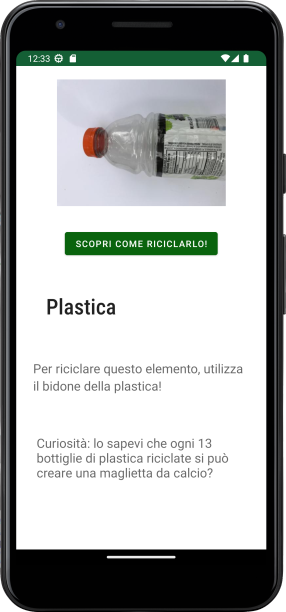 12:33
SCOPRI COME RICICLARLO!
Plastica
Per riciclare questo elemento, utilizza
il bidone della plastica!
Curiosità: lo sapevi che ogni 13
bottiglie di plastica riciclate si può
creare una maglietta da calcio?